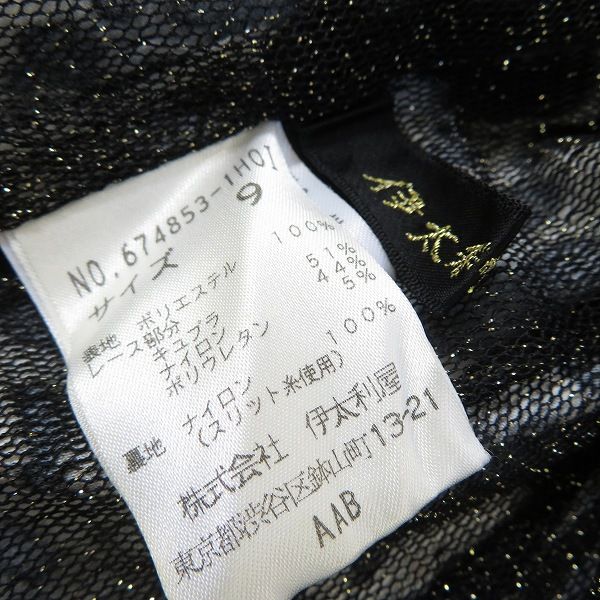 NO.674853-1H01
サイズ 9
表地 ポリエステル 100%
レース部分
キュプラ 51%
ナイロン 44%
ポリウレタン 5%
裏地 ナイロン 100%
(スリット糸使用)
株式会社 伊太利屋
東京都渋谷区鉢山町13-21
AAB
伊太